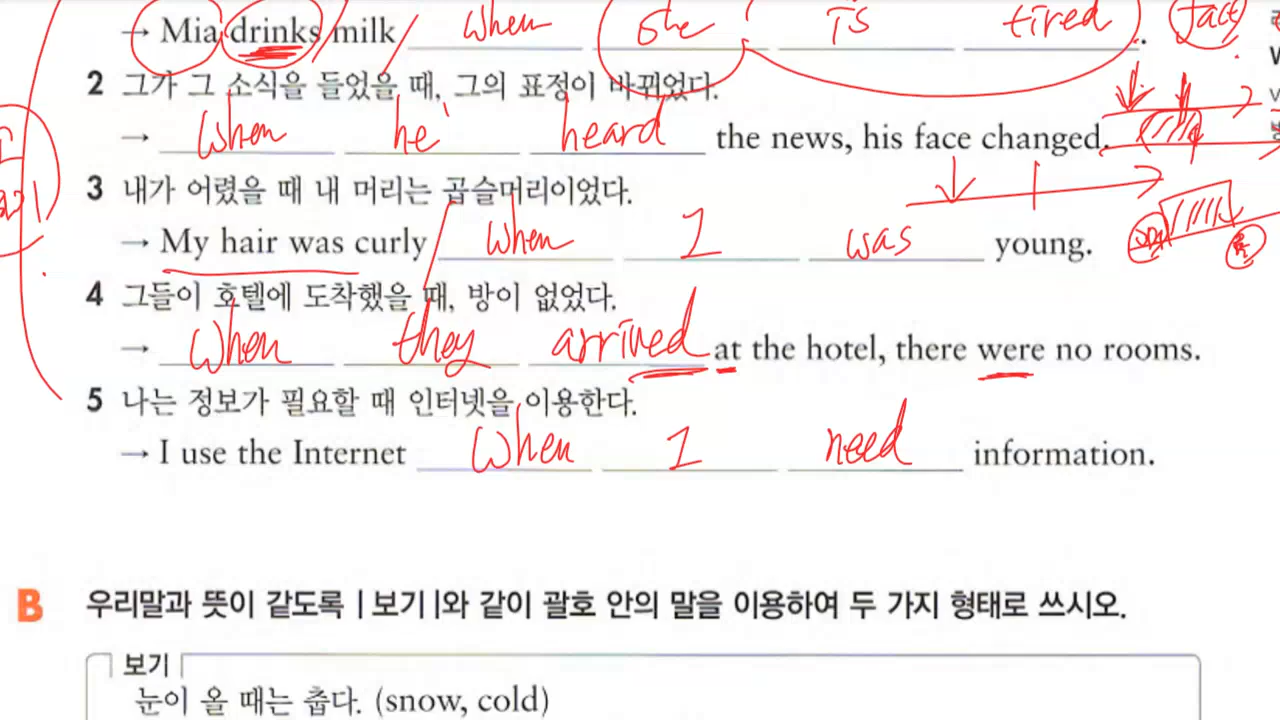 → Mia drinks milk when she is tired . face
2 그가 그 소식을 들었을 때, 그의 표정이 바뀌었다.
→ when he heard the news, his face changed.
3 내가 어렸을 때 내 머리는 곱슬머리이었다.
→ My hair was curly when I was young.
4 그들이 호텔에 도착했을 때, 방이 없었다.
→ when they arrived at the hotel, there were no rooms.
5 나는 정보가 필요할 때 인터넷을 이용한다.
→ I use the Internet when I need information.
B 우리말과 뜻이 같도록 |보기|와 같이 괄호 안의 말을 이용하여 두 가지 형태로 쓰시오.
보기
눈이 올 때는 춥다. (snow, cold)